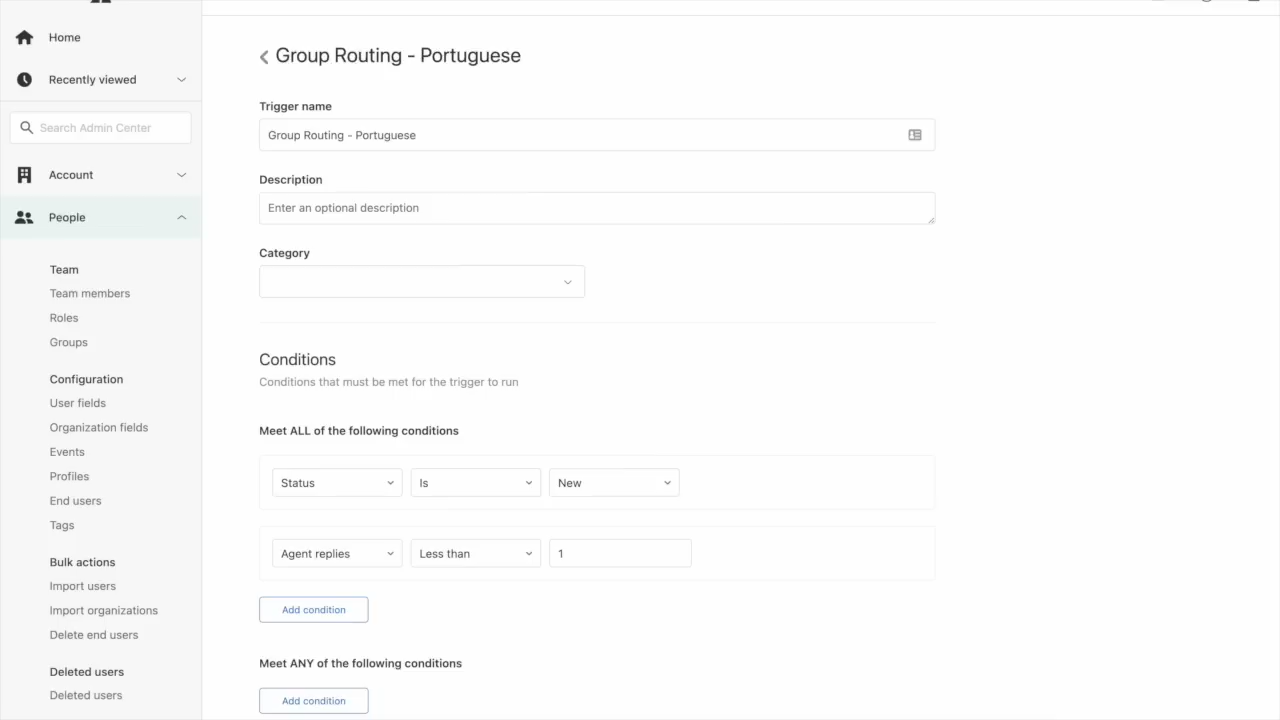 Home
Recently viewed
Search Admin Center
Account
People
Team
Team members
Roles
Groups
Configuration
User fields
Organization fields
Events
Profiles
End users
Tags
Bulk actions
Import users
Import organizations
Delete end users
Deleted users
Deleted users
Group Routing - Portuguese
Trigger name
Group Routing - Portuguese
Description
Enter an optional description
Category
Conditions
Conditions that must be met for the trigger to run
Meet ALL of the following conditions
Status Is New
Agent replies Less than 1
Add condition
Meet ANY of the following conditions
Add condition